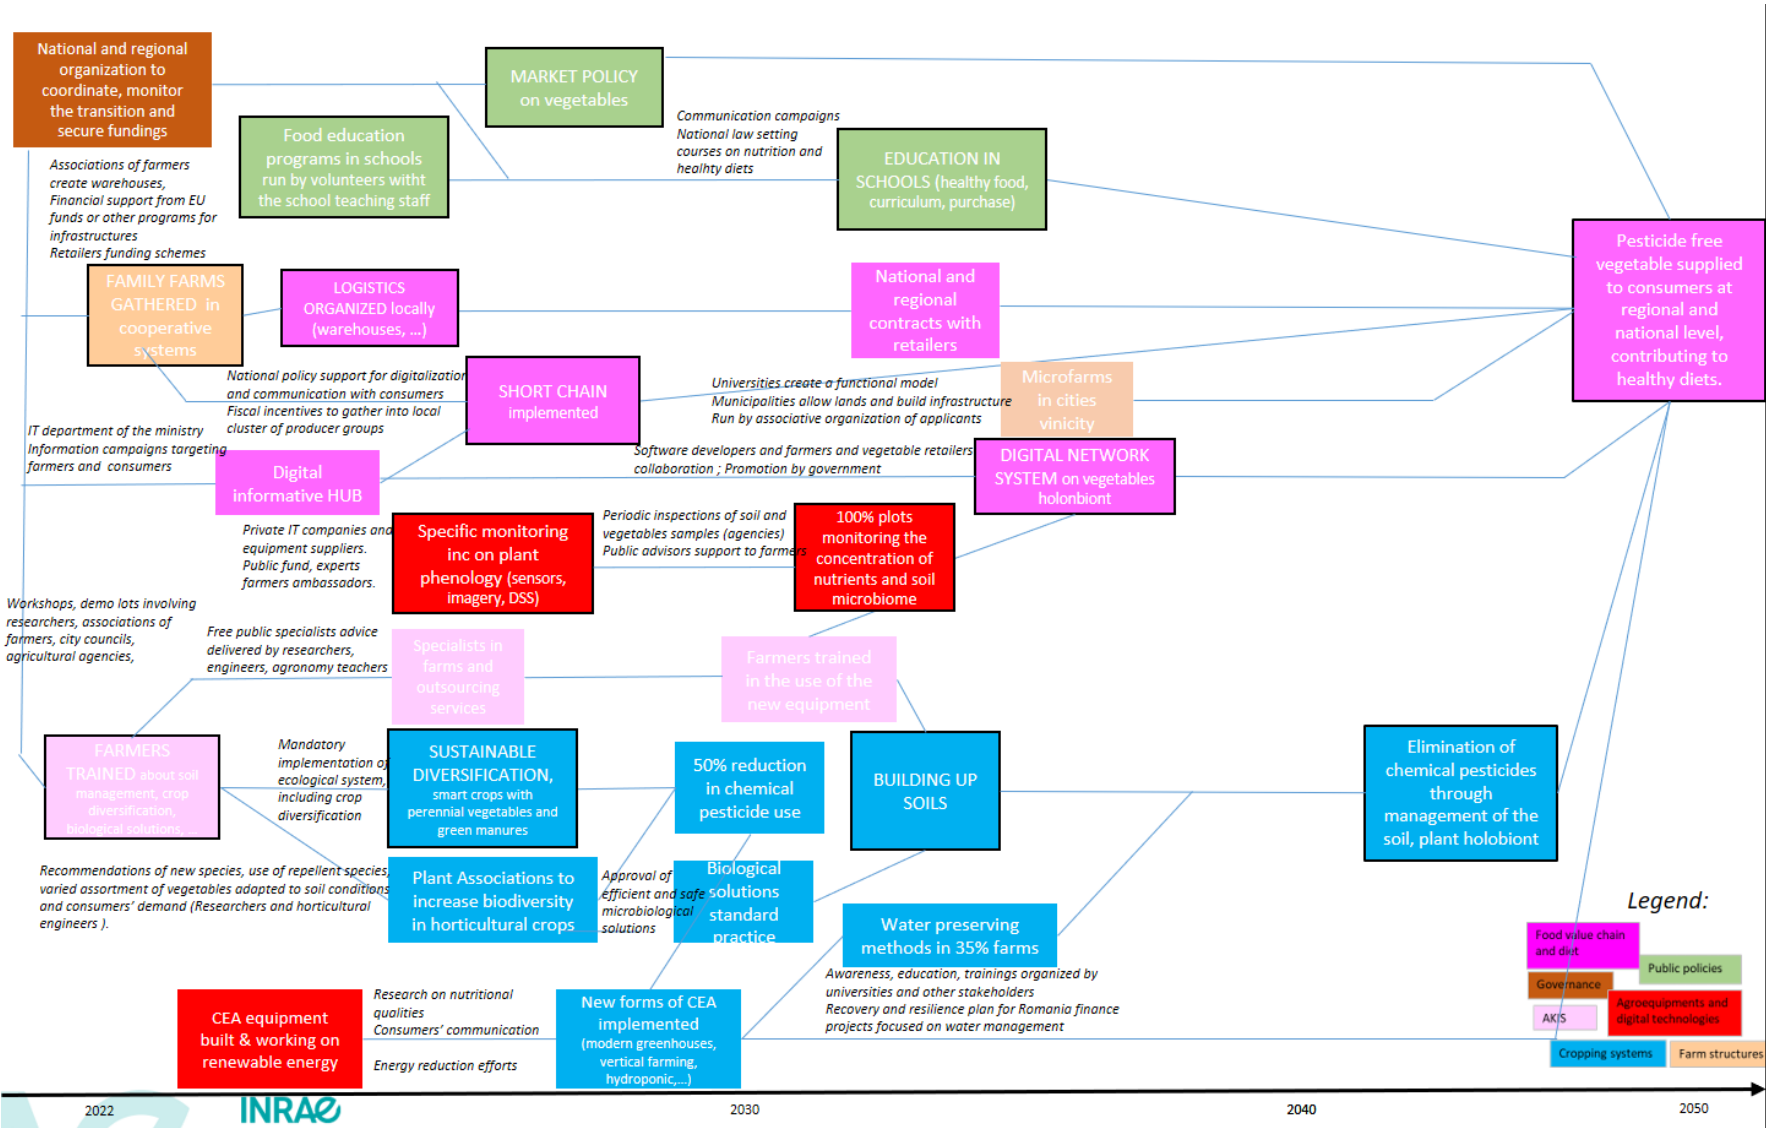 National and regional
organization to
coordinate, monitor
the transition and
secure fundings
MARKET POLICY
on vegetables
Food education
programs in schools
run by volunteers witht
the school teaching staff
Communication campaigns
National law setting
courses on nutrition and
healhty diets
EDUCATION IN
SCHOOLS (healthy food,
curriculum, purchase)
Associations of farmers
create warehouses,
Financial support from EU
funds or other programs for
infrastructures
Retailers funding schemes
Pesticide free
vegetable supplied
to consumers at
regional and
national level,
contributing to
healthy diets.
FAMILY FARMS
GATHERED in
cooperative
systems
LOGISTICS
ORGANIZED locally
(warehouses, ...)
National and
regional
contracts with
retailers
National policy support for digitalization
and communication with consumers
Fiscal incentives to gather into local
cluster of producer groups
SHORT CHAIN
implemented
Universities create a functional model
Municipalities allow lands and build infrastructure
Run by associative organization of applicants
Microfarms
in cities
vinicity
IT department of the ministry
Information campaigns targeting
farmers and consumers
Digital
informative HUB
Software developers and farmers and vegetable retailers
collaboration ; Promotion by government
DIGITAL NETWORK
SYSTEM on vegetables
holonbiont
Private IT companies and
equipment suppliers.
Public fund, experts
farmers ambassadors.
Specific monitoring
inc on plant
phenology (sensors,
imagery, DSS)
Periodic inspections of soil and
vegetables samples (agencies)
Public advisors support to farmers
100% plots
monitoring the
concentration of
nutrients and soil
microbiome
Workshops, demo lots involving
researchers, associations of
farmers, city councils,
agricultural agencies,
Free public specialists advice
delivered by researchers,
engineers, agronomy teachers
Specialists in
farms and
outsourcing
services
Farmers trained
in the use of the
new equipment
FARMERS
TRAINED about soil
management, crop
diversification,
biological solutions, ...
Mandatory
implementation of
ecological system,
including crop
diversification
SUSTAINABLE
DIVERSIFICATION,
smart crops with
perennial vegetables and
green manures
50% reduction
in chemical
pesticide use
BUILDING UP
SOILS
Elimination of
chemical pesticides
through
management of the
soil, plant holobiont
Recommendations of new species, use of repellent species,
varied assortment of vegetables adapted to soil conditions
and consumers' demand (Researchers and horticultural
engineers ).
Plant Associations to
increase biodiversity
in horticultural crops
Approval of
efficient and safe
microbiological
solutions
Biological
solutions
standard
practice
Water preserving
methods in 35% farms
Awareness, education, trainings organized by
universities and other stakeholders
Recovery and resilience plan for Romania finance
projects focused on water management
CEA equipment
built & working on
renewable energy
Research on nutritional
qualities
Consumers' communication
Energy reduction efforts
New forms of CEA
implemented
(modern greenhouses,
vertical farming,
hydroponic,...)
Legend:
Food value chain
and diet
Public policies
Governance
Agroequipments and
digital technologies
AKIS
Cropping systems
Farm structures
2022
INRAE
2030
2040
2050